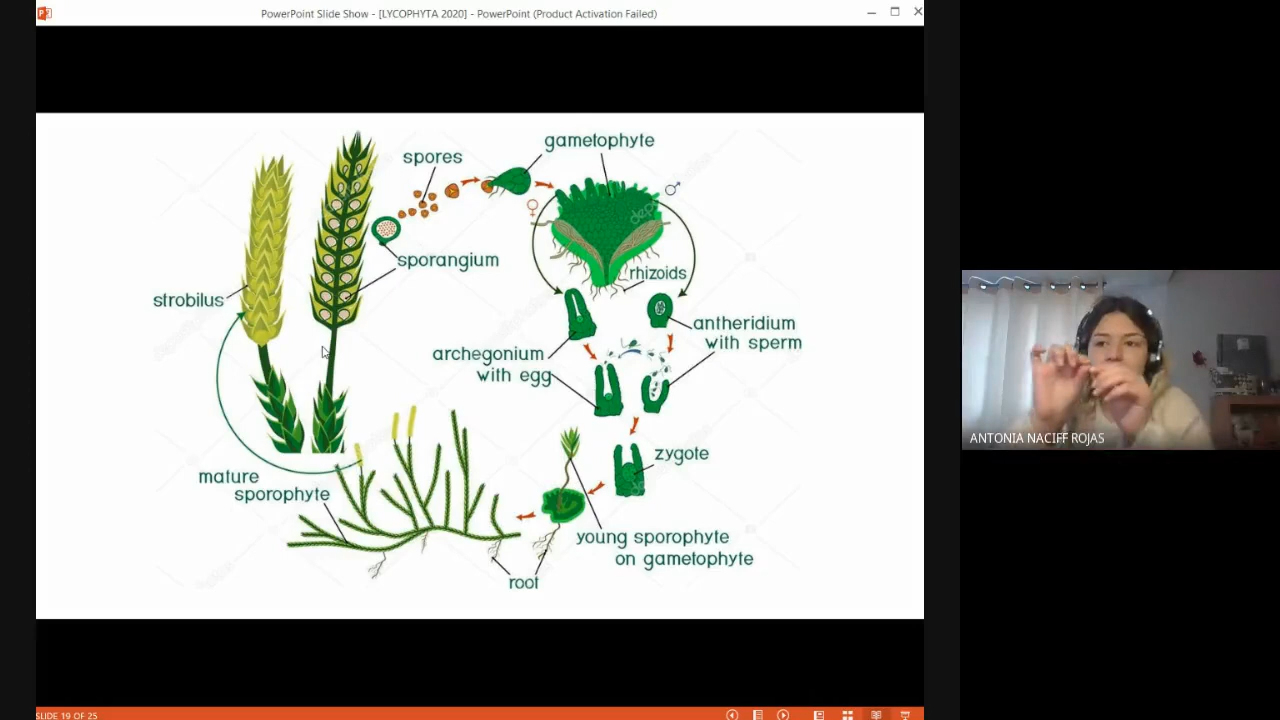 PowerPoint Slide Show - [LYCOPHYTA 2020] - PowerPoint (Product Activation Failed)
gametophyte
spores
sporangium
rhizoids
strobilus
antheridium
with sperm
archegonium
with egg
zygote
mature
sporophyte
young sporophyte
on gametophyte
root
ANTONIA NACIFF ROJAS
SLIDE 19 OF 25